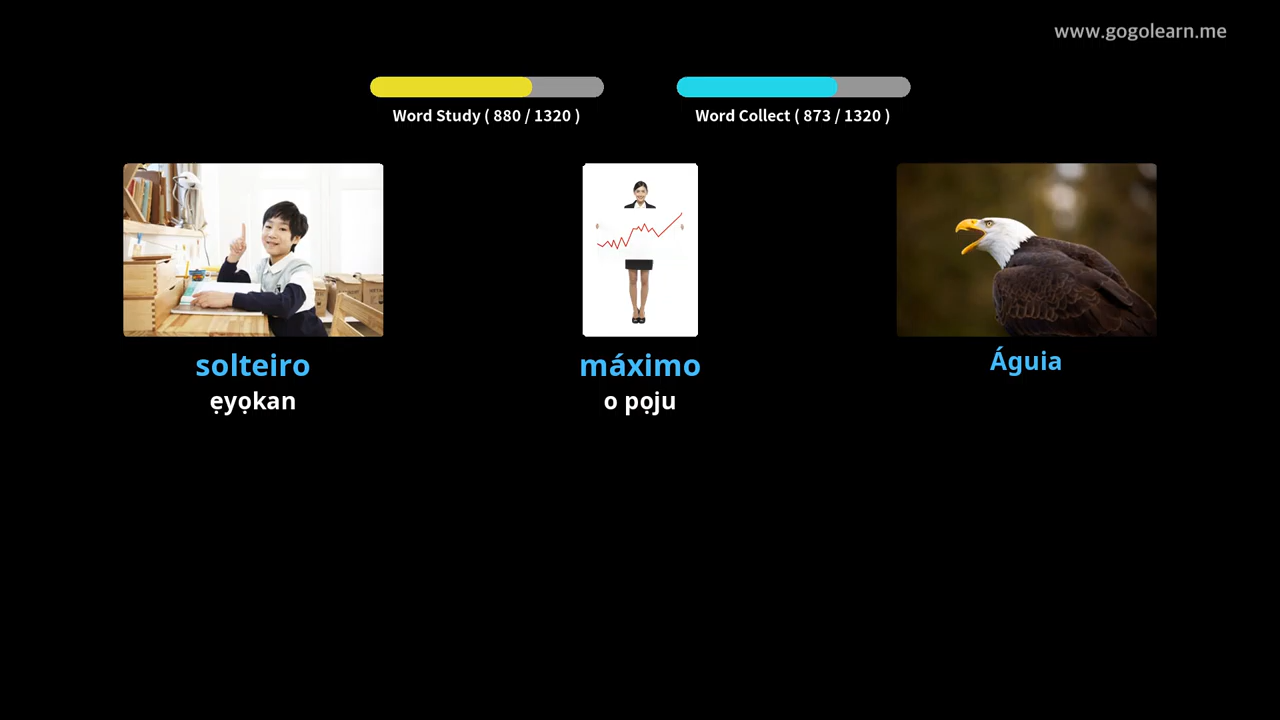 www.gogolearn.me
Word Study ( 880 / 1320 )
Word Collect ( 873 / 1320 )
solteiro
ẹyọkan
máximo
o pọju
Águia